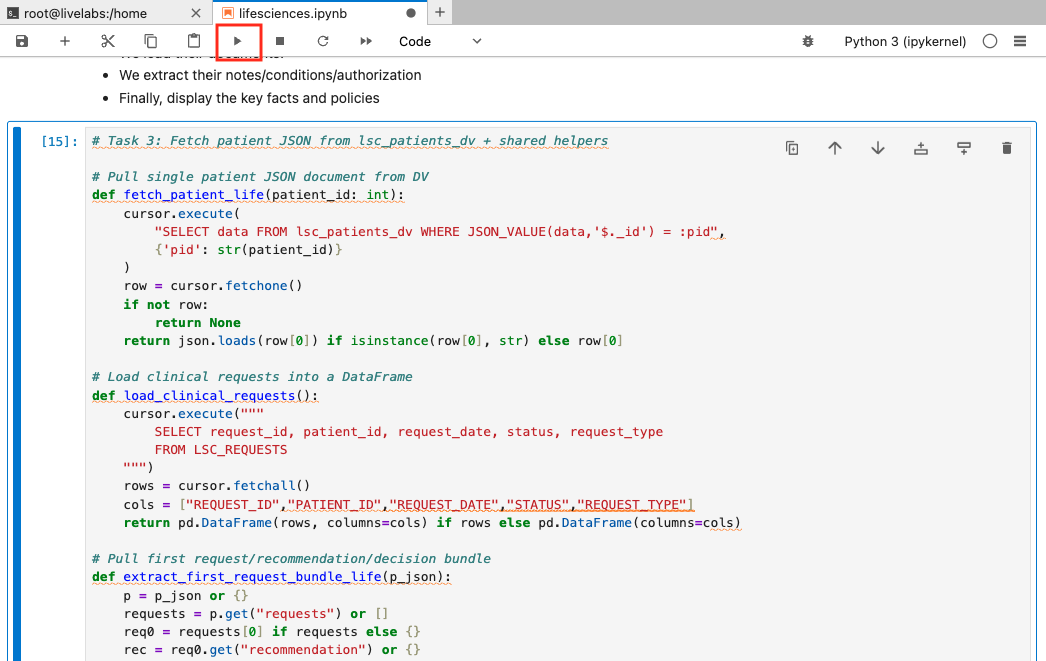 root@livelabs:/home
lifesciences.ipynb
Code
Python 3 (ipykernel)
We load their documents.
• We extract their notes/conditions/authorization
• Finally, display the key facts and policies
[15]:
# Task 3: Fetch patient JSON from lsc_patients_dv + shared helpers
# Pull single patient JSON document from DV
def fetch_patient_life(patient_id: int):
    cursor.execute(
        "SELECT data FROM lsc_patients_dv WHERE JSON_VALUE(data,'$._id') = :pid",
        {'pid': str(patient_id)}
    )
    row = cursor.fetchone()
    if not row:
        return None
    return json.loads(row[0]) if isinstance(row[0], str) else row[0]
# Load clinical requests into a DataFrame
def load_clinical_requests():
    cursor.execute("""
        SELECT request_id, patient_id, request_date, status, request_type
        FROM LSC_REQUESTS
    """)
    rows = cursor.fetchall()
    cols = ["REQUEST_ID","PATIENT_ID","REQUEST_DATE","STATUS","REQUEST_TYPE"]
    return pd.DataFrame(rows, columns=cols) if rows else pd.DataFrame(columns=cols)
# Pull first request/recommendation/decision bundle
def extract_first_request_bundle_life(p_json):
    p = p_json or {}
    requests = p.get("requests") or []
    req0 = requests[0] if requests else {}
    rec = req0.get("recommendation") or {}